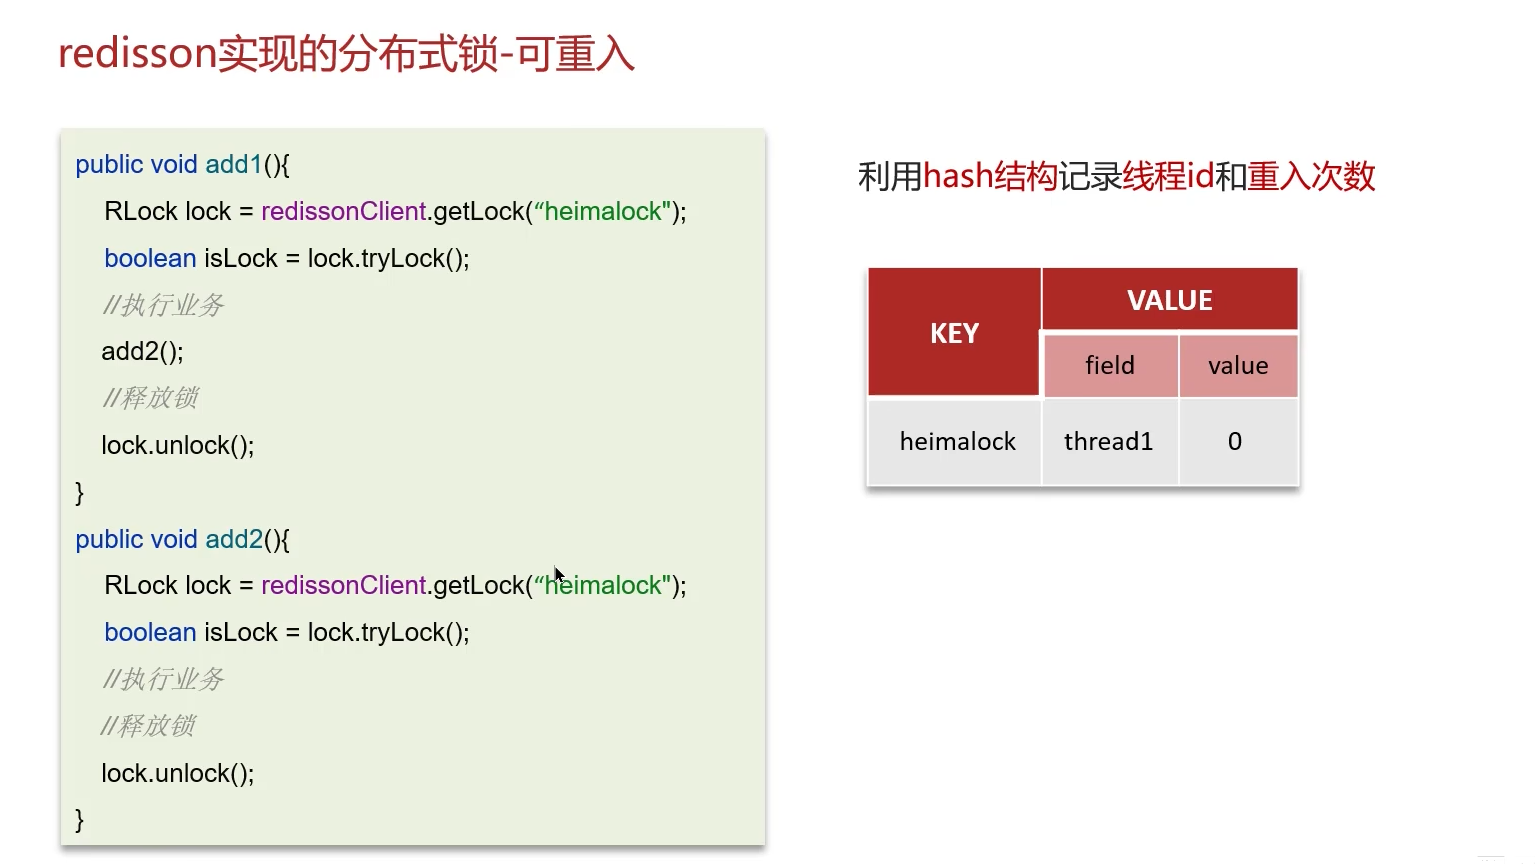 redisson实现的分布式锁-可重入
public void add1(){
RLock lock = redissonClient.getLock(“heimalock");
boolean isLock = lock.tryLock();
//执行业务
add2();
//释放锁
lock.unlock();
}
public void add2(){
RLock lock = redissonClient.getLock(“heimalock");
boolean isLock = lock.tryLock();
//执行业务
//释放锁
lock.unlock();
}
利用hash结构记录线程id和重入次数
KEY VALUE
field value
heimalock thread1 0